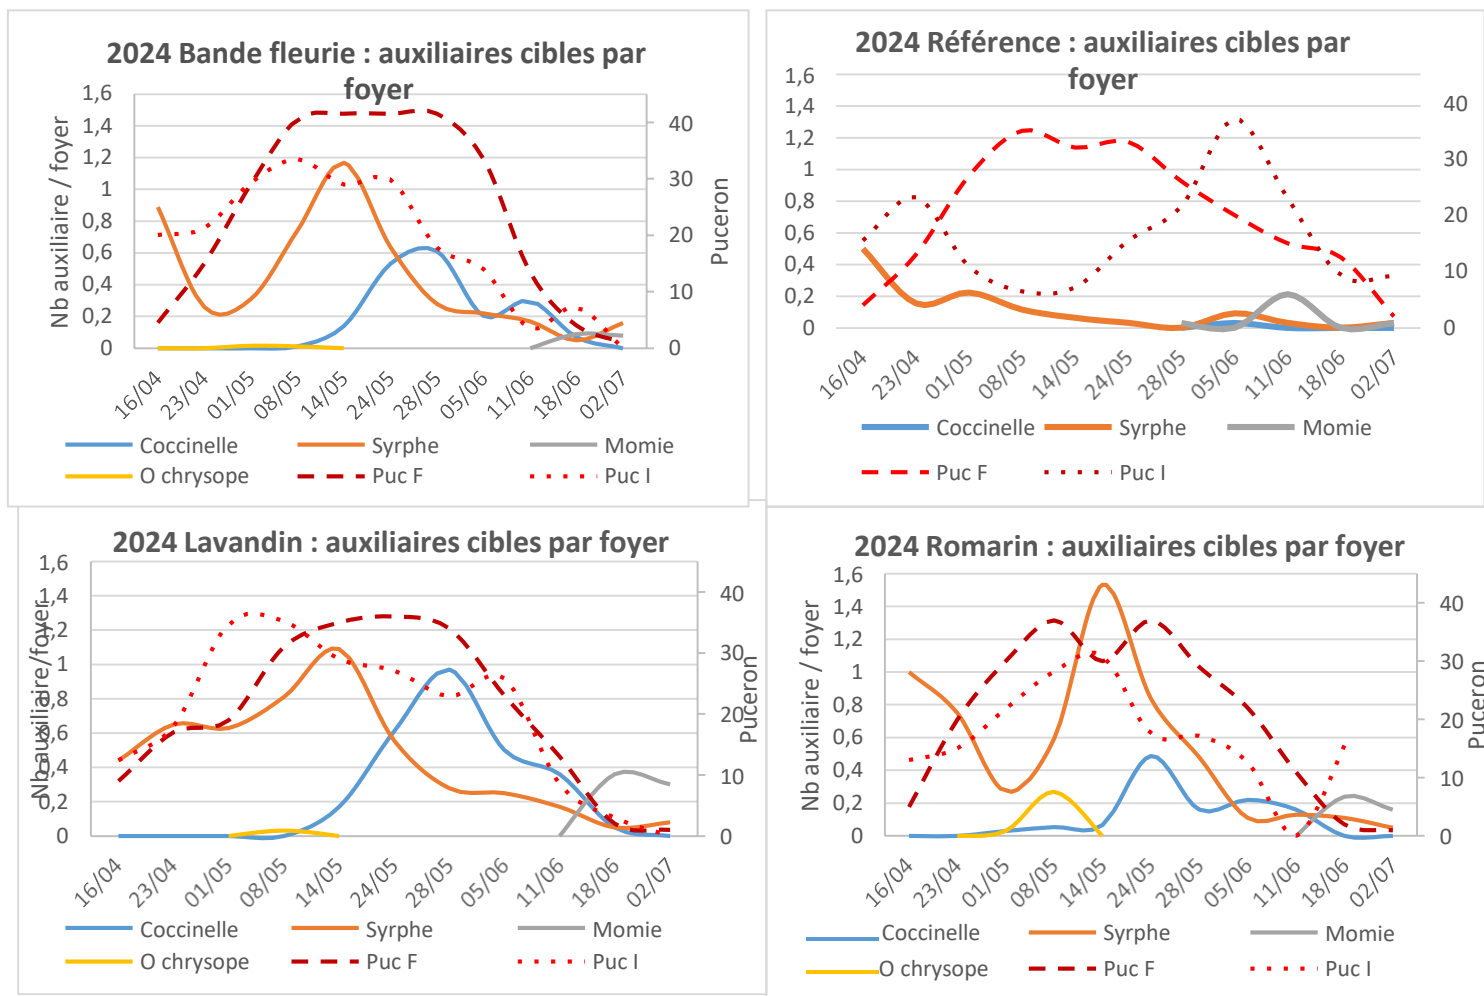 2024 Bande fleurie : auxiliaires cibles par
foyer
Nb auxiliaire / foyer
1,6
1,4
1,2
1
0,8
0,6
0,4
0,2
0
40
30
20
10
0
Puceron
16/04
23/04
01/05
08/05
14/05
24/05
28/05
05/06
11/06
18/06
02/07
Coccinelle
Syrphe
Momie
O chrysope
Puc F
Puc I
2024 Référence : auxiliaires cibles par
foyer
1,6
1,4
1,2
1
0,8
0,6
0,4
0,2
0
40
30
20
10
0
16/04
23/04
01/05
08/05
14/05
24/05
28/05
05/06
11/06
18/06
02/07
Coccinelle
Syrphe
Momie
Puc F
Puc I
2024 Lavandin : auxiliaires cibles par foyer
Nb auxiliaire/foyer
1,6
1,4
1,2
1
0,8
0,6
0,4
0,2
0
40
30
20
10
0
Puceron
16/04
23/04
01/05
08/05
14/05
24/05
28/05
05/06
11/06
18/06
02/07
Coccinelle
Syrphe
Momie
O chrysope
Puc F
Puc I
2024 Romarin : auxiliaires cibles par foyer
Nb auxiliaire / foyer
1,6
1,4
1,2
1
0,8
0,6
0,4
0,2
0
40
30
20
10
0
Puceron
16/04
23/04
01/05
08/05
14/05
24/05
28/05
05/06
11/06
18/06
02/07
Coccinelle
Syrphe
Momie
O chrysope
Puc F
Puc I